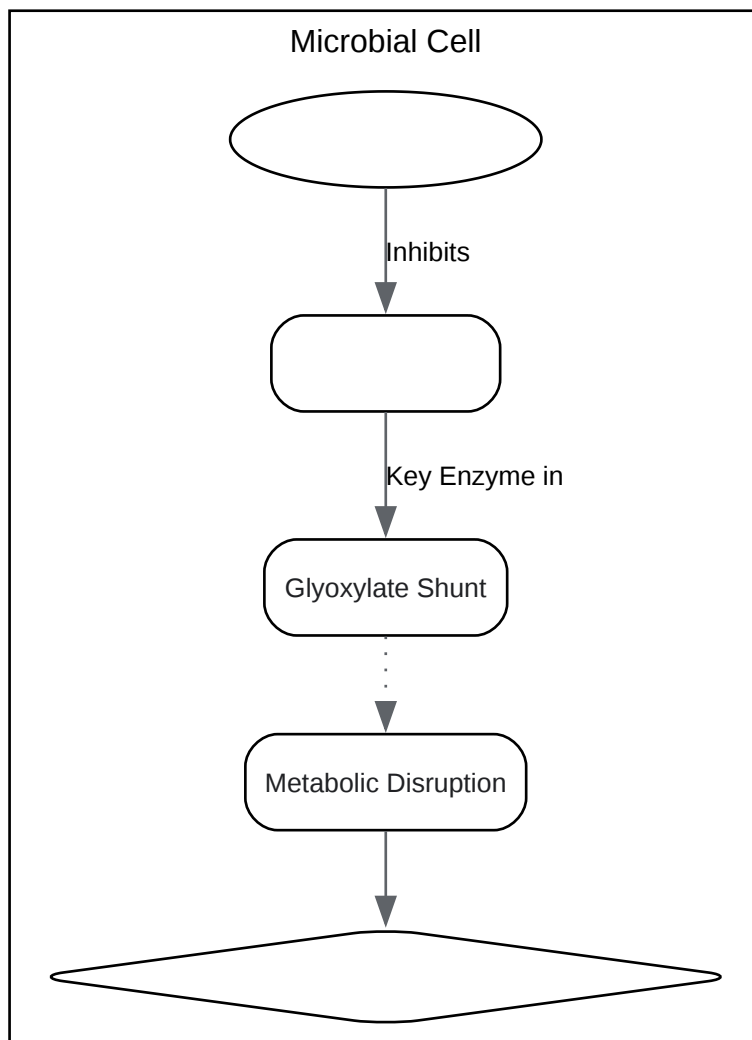 Microbial Cell
Inhibits
Key Enzyme in
Glyoxylate Shunt
Metabolic Disruption